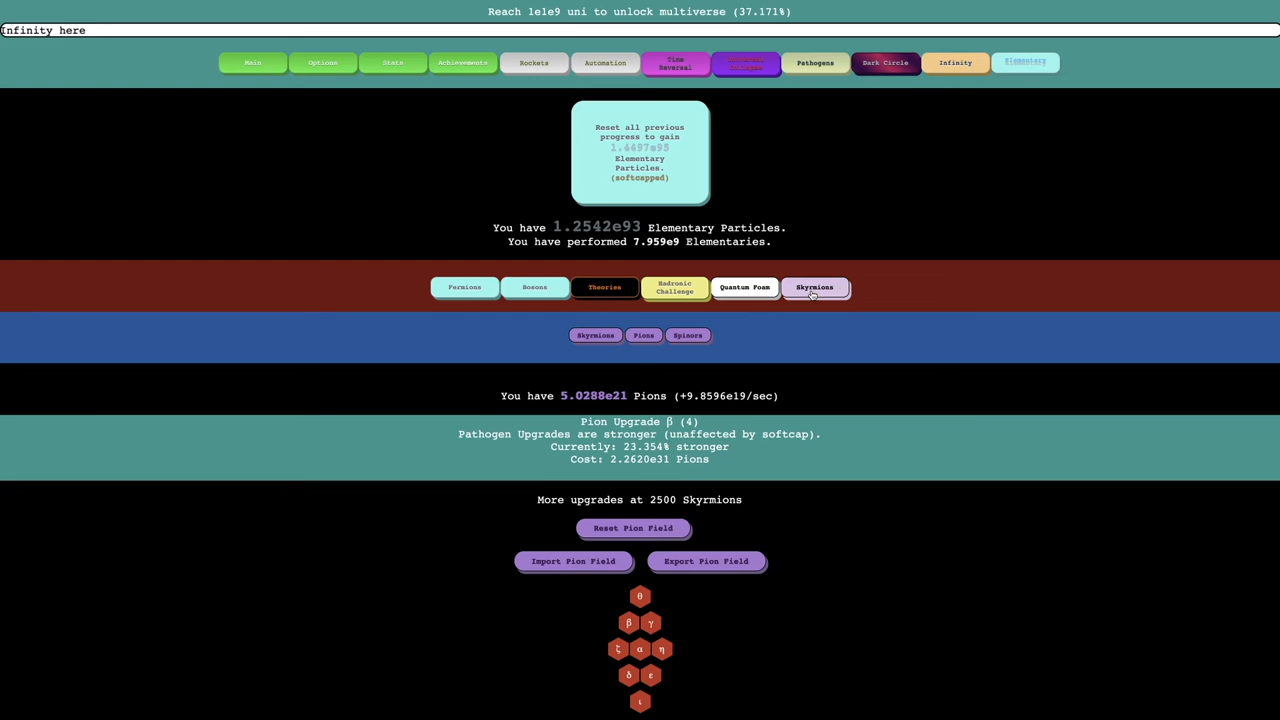 Reach 1e1e9 uni to unlock multiverse (37.171%)
Infinity here
Main Options Stats Achievements Rockets Automation Time Reversal Pathogens Dark Circle Infinity Elementary
Reset all previous
progress to gain
1.4497e95
Elementary
Particles.
(softcapped)
You have 1.2542e93 Elementary Particles.
You have performed 7.959e9 Elementaries.
Fermions Bosons Theories Hadronic Challenge Quantum Foam Skyrmions
Skyrmions Pions Spinors
You have 5.0288e21 Pions (+9.8596e19/sec)
Pion Upgrade β (4)
Pathogen Upgrades are stronger (unaffected by softcap).
Currently: 23.354% stronger
Cost: 2.2620e31 Pions
More upgrades at 2500 Skyrmions
Reset Pion Field
Import Pion Field Export Pion Field
θ
β γ
ζ α η
δ ε
ι